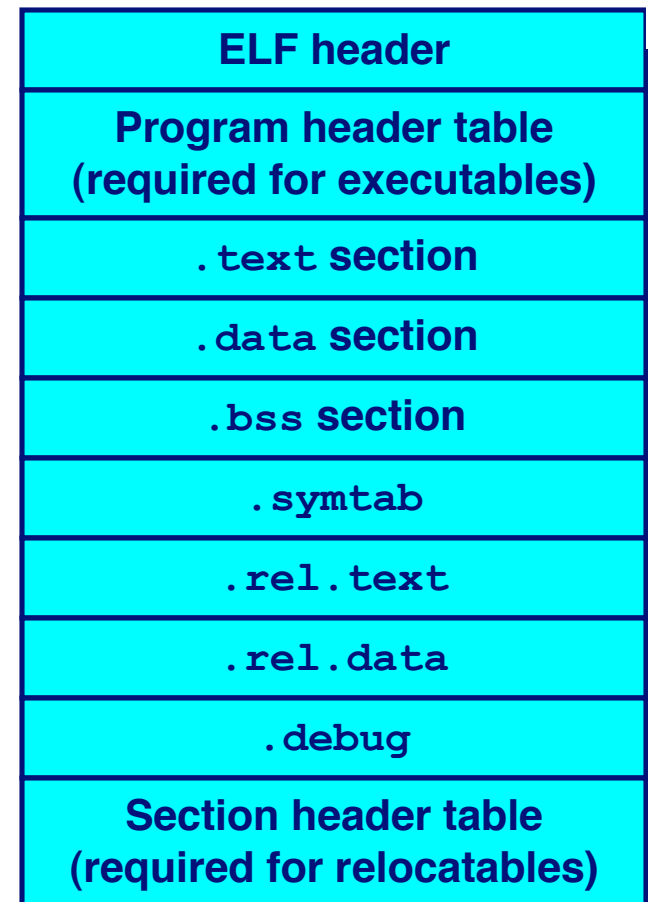 ELF header
Program header table
(required for executables)
.text section
.data section
.bss section
.symtab
.rel.text
.rel.data
.debug
Section header table
(required for relocatables)